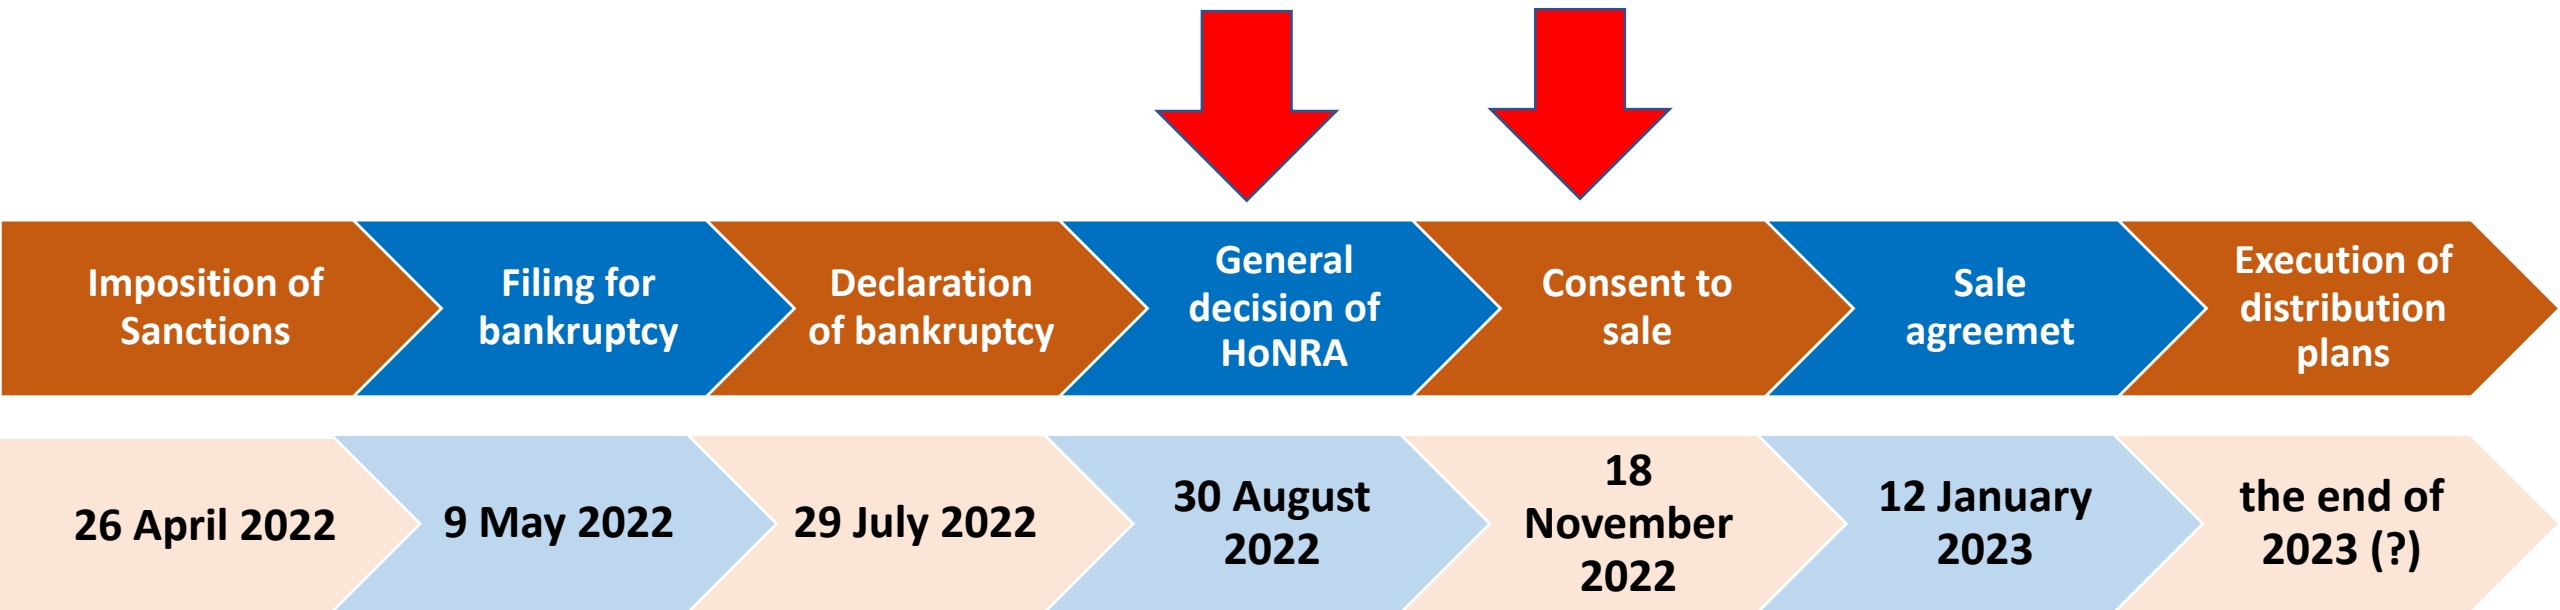 Imposition of
Sanctions
Filing for
bankruptcy
Declaration
of bankruptcy
General
decision of
HoNRA
Consent to
sale
Sale
agreemet
Execution of
distribution
plans
26 April 2022
9 May 2022
29 July 2022
30 August
2022
18
November
2022
12 January
2023
the end of
2023 (?)